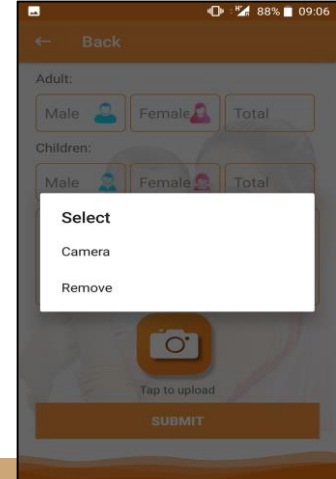 88% 09:06
← Back
Adult:
Male Female Total
Children:
Male Female Total
Select
Camera
Remove
Tap to upload
SUBMIT